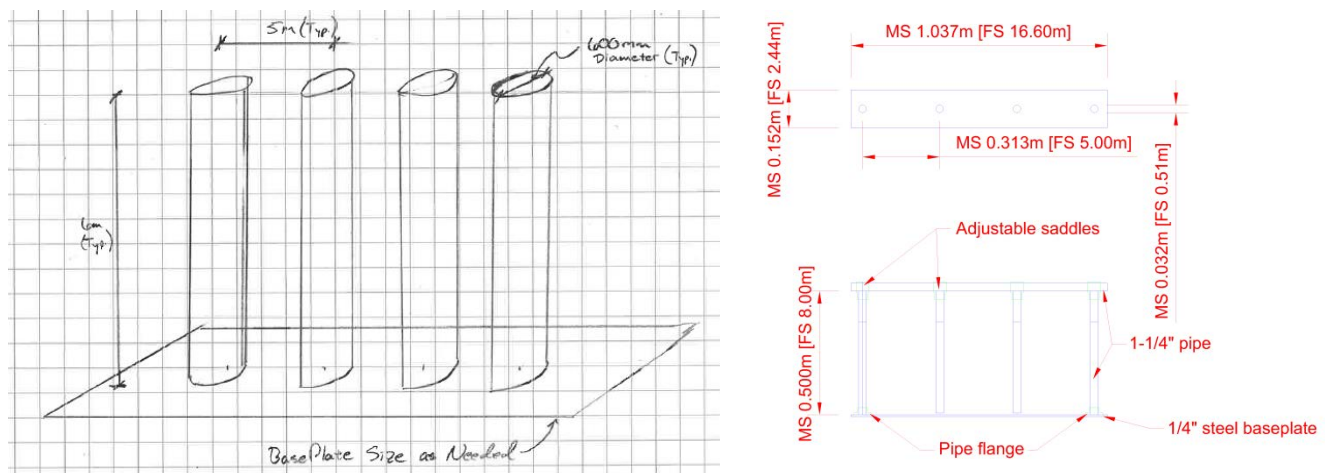 5m (Typ.)
600mm
Diameter (Typ.)
6m
(Typ.)
BasePlate Size as Needed
MS 1.037m [FS 16.60m]
MS 0.152m [FS 2.44m]
MS 0.313m [FS 5.00m]
MS 0.032m [FS 0.51m]
Adjustable saddles
MS 0.500m [FS 8.00m]
1-1/4" pipe
1/4" steel baseplate
Pipe flange